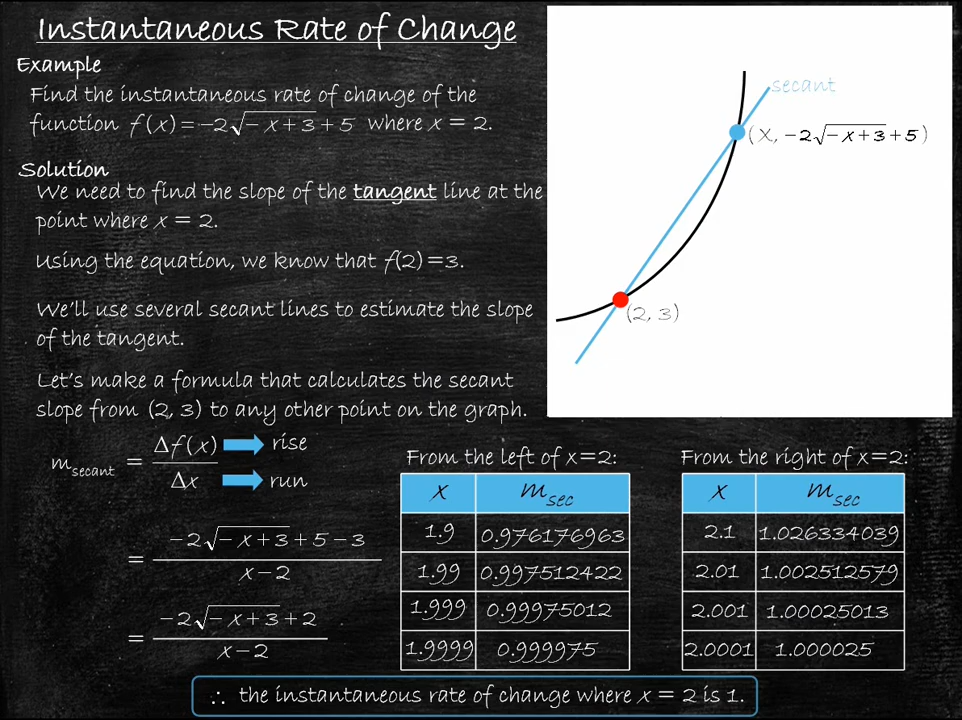 Instantaneous Rate of Change
Example
Find the instantaneous rate of change of the
function f(x) = −2√(−x+3) + 5 where x = 2.
Solution
We need to find the slope of the tangent line at the
point where x = 2.
Using the equation, we know that f(2)=3.
We'll use several secant lines to estimate the slope
of the tangent.
Let's make a formula that calculates the secant
slope from (2, 3) to any other point on the graph.
m_secant = Δf(x)/Δx
rise
run
= (−2√(−x+3) + 5 − 3)/(x−2)
= (−2√(−x+3) + 2)/(x−2)
secant
(x, −2√(−x+3) + 5)
(2, 3)
From the left of x=2:
x m_sec
1.9 0.976176963
1.99 0.997512422
1.999 0.99975012
1.9999 0.999975
From the right of x=2:
x m_sec
2.1 1.026334039
2.01 1.002512579
2.001 1.00025013
2.0001 1.000025
∴ the instantaneous rate of change where x = 2 is 1.